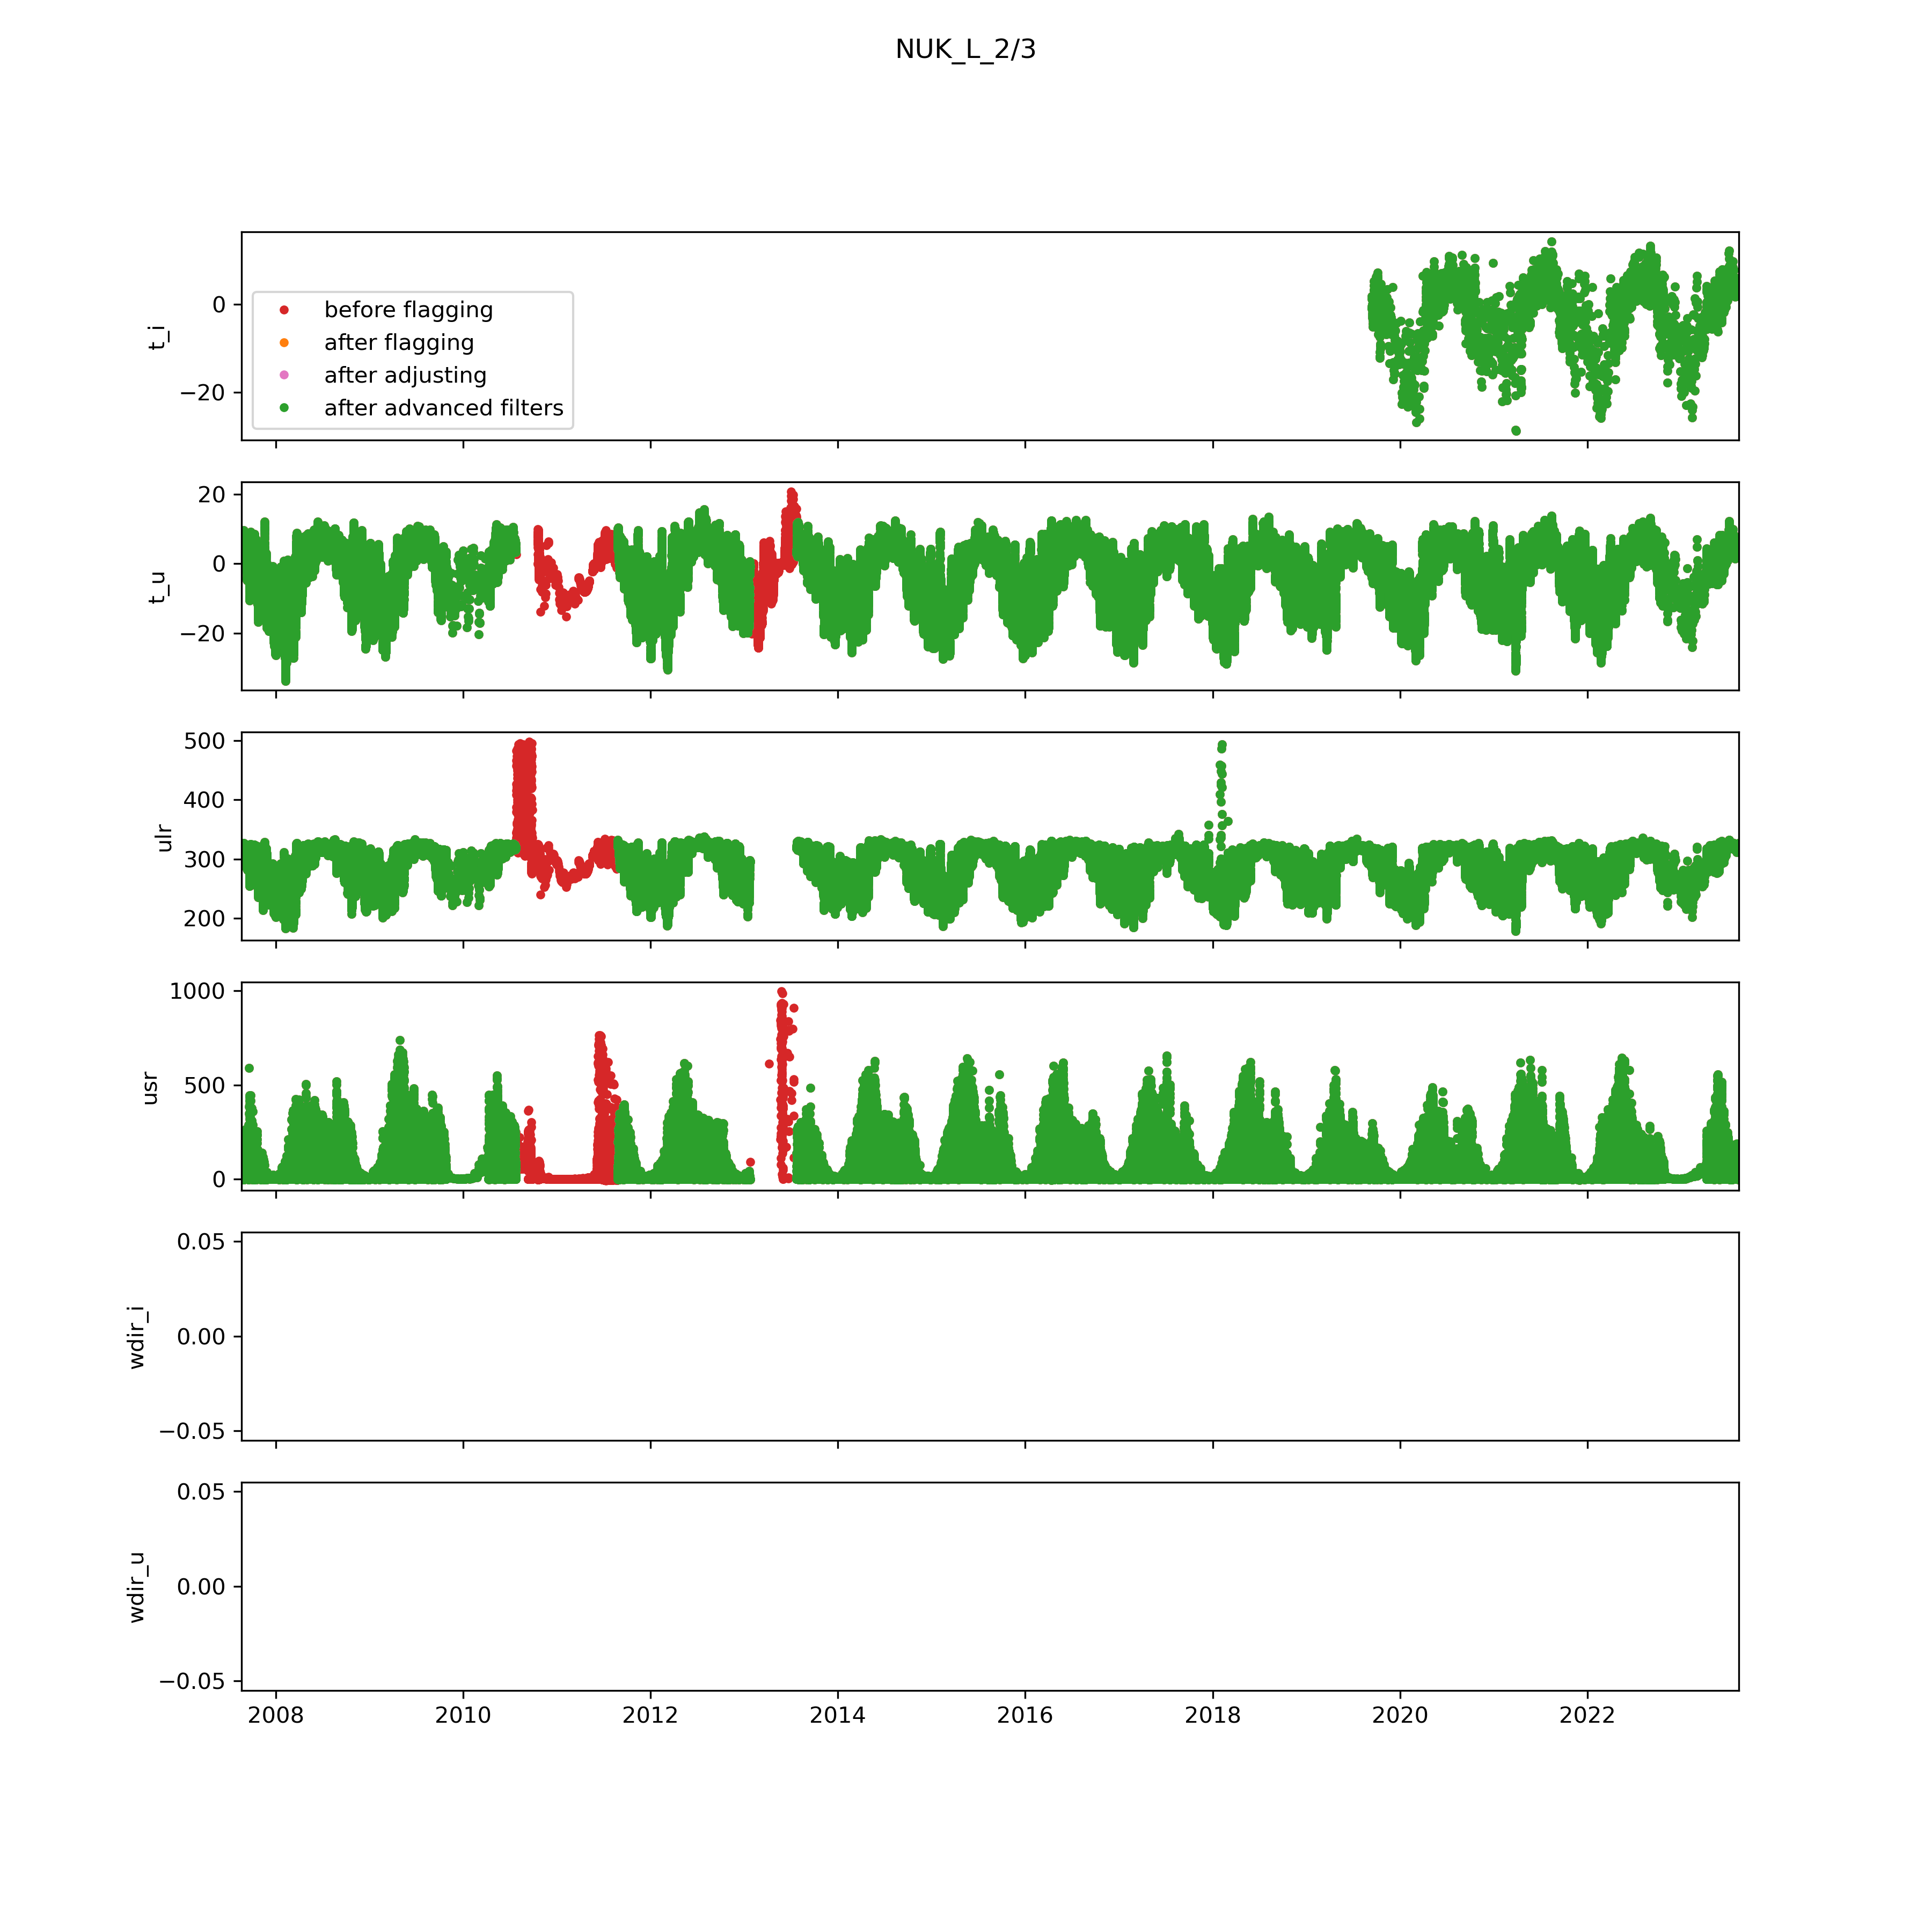 NUK_L_2/3
0
−20
t_i
before flagging
after flagging
after adjusting
after advanced filters
20
0
−20
t_u
500
400
300
200
ulr
1000
500
0
usr
0.05
0.00
−0.05
wdir_i
0.05
0.00
−0.05
wdir_u
2008 2010 2012 2014 2016 2018 2020 2022